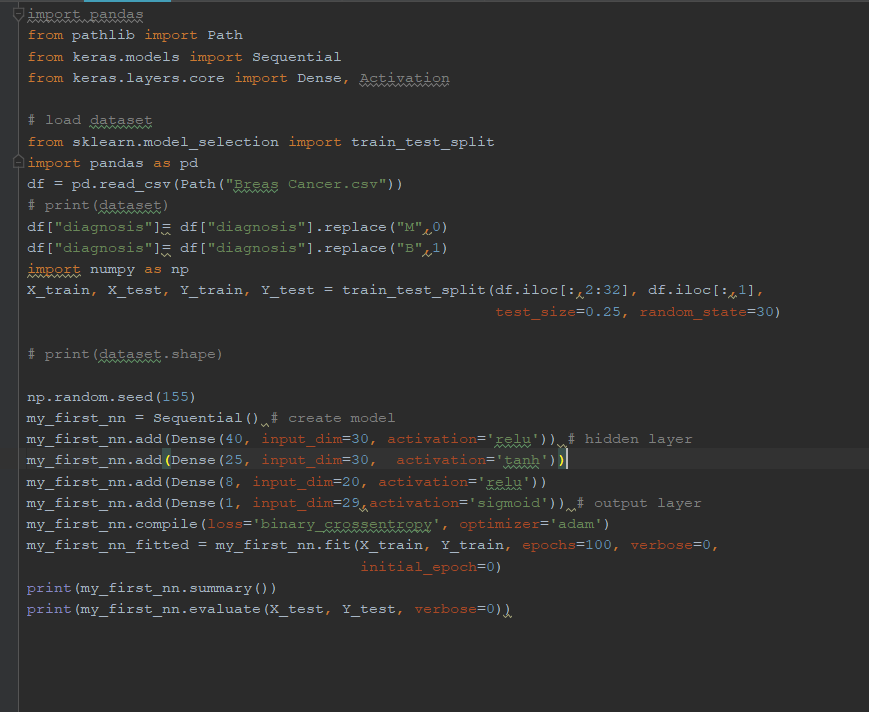 import pandas
from pathlib import Path
from keras.models import Sequential
from keras.layers.core import Dense, Activation
# load dataset
from sklearn.model_selection import train_test_split
import pandas as pd
df = pd.read_csv(Path("Breas Cancer.csv"))
# print(dataset)
df["diagnosis"]= df["diagnosis"].replace("M",0)
df["diagnosis"]= df["diagnosis"].replace("B",1)
import numpy as np
X_train, X_test, Y_train, Y_test = train_test_split(df.iloc[:,2:32], df.iloc[:,1],
test_size=0.25, random_state=30)
# print(dataset.shape)
np.random.seed(155)
my_first_nn = Sequential() # create model
my_first_nn.add(Dense(40, input_dim=30, activation='relu')) # hidden layer
my_first_nn.add(Dense(25, input_dim=30,  activation='tanh'))
my_first_nn.add(Dense(8, input_dim=20, activation='relu'))
my_first_nn.add(Dense(1, input_dim=29,activation='sigmoid')) # output layer
my_first_nn.compile(loss='binary_crossentropy', optimizer='adam')
my_first_nn_fitted = my_first_nn.fit(X_train, Y_train, epochs=100, verbose=0,
initial_epoch=0)
print(my_first_nn.summary())
print(my_first_nn.evaluate(X_test, Y_test, verbose=0))